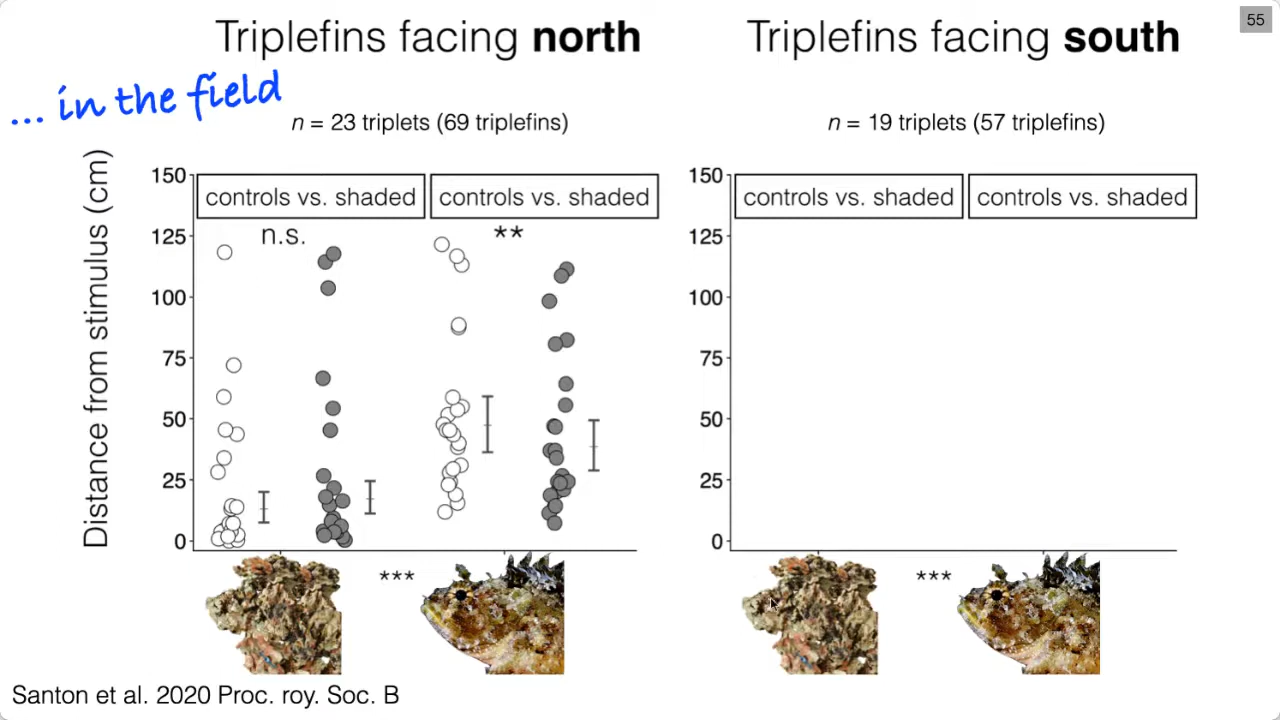 55
Triplefins facing north
Triplefins facing south
... in the field
n = 23 triplets (69 triplefins)
n = 19 triplets (57 triplefins)
Distance from stimulus (cm)
150
125
100
75
50
25
0
controls vs. shaded
controls vs. shaded
n.s.
**
***
150
125
100
75
50
25
0
controls vs. shaded
controls vs. shaded
***
Santon et al. 2020 Proc. roy. Soc. B